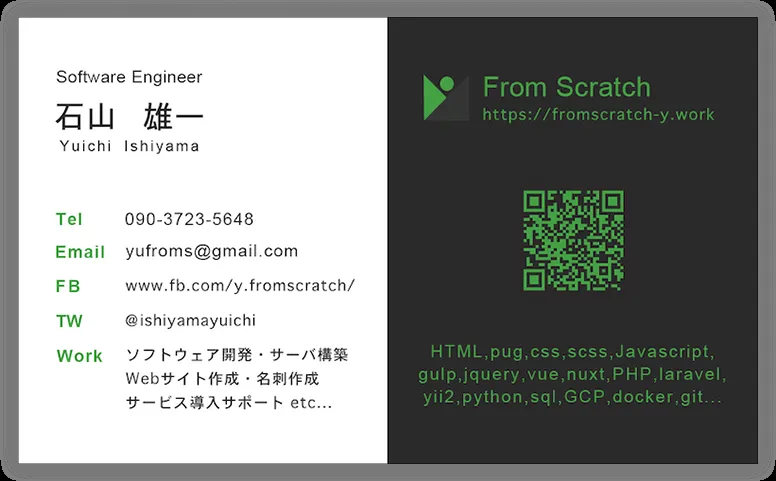 Software Engineer
石山 雄一
Yuichi Ishiyama
Tel 090-3723-5648
Email yufroms@gmail.com
FB www.fb.com/y.fromscratch/
TW @ishiyamayuichi
Work ソフトウェア開発・サーバ構築
Webサイト作成・名刺作成
サービス導入サポート etc...
From Scratch
https://fromscratch-y.work
HTML,pug,css,scss,Javascript,
gulp,jquery,vue,nuxt,PHP,laravel,
yii2,python,sql,GCP,docker,git...